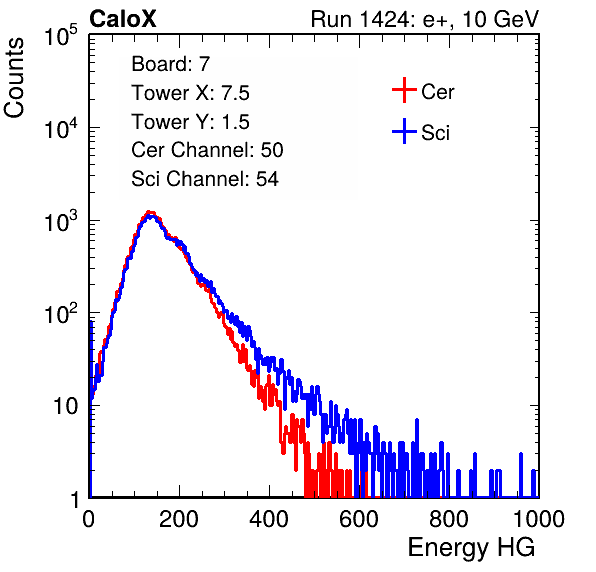 CaloX Run 1424: e+, 10 GeV
Counts
10^5
10^4
10^3
10^2
10
1
Board: 7
Tower X: 7.5
Tower Y: 1.5
Cer Channel: 50
Sci Channel: 54
Cer
Sci
0 200 400 600 800 1000
Energy HG